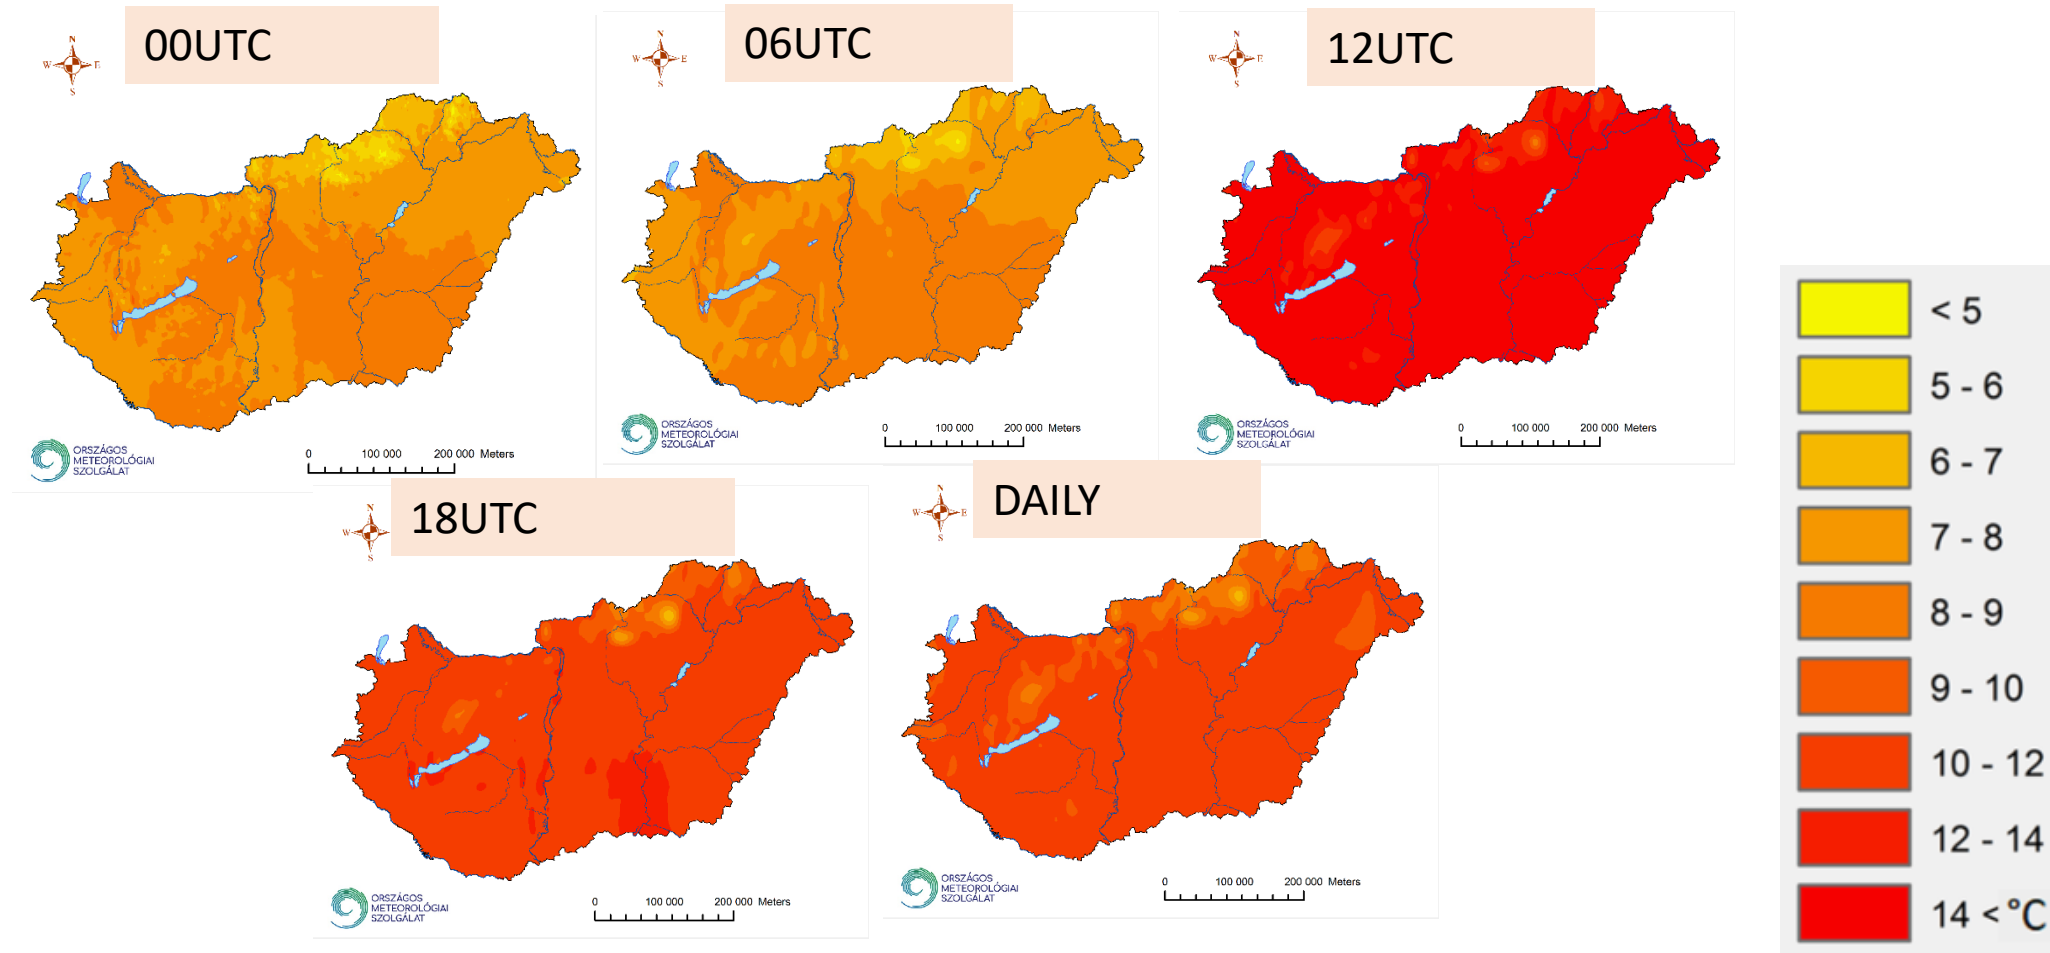 00UTC
N
W E
S
ORSZÁGOS
METEOROLÓGIAI
SZOLGÁLAT
0 100 000 200 000 Meters
06UTC
N
W E
S
ORSZÁGOS
METEOROLÓGIAI
SZOLGÁLAT
0 100 000 200 000 Meters
12UTC
N
W E
S
ORSZÁGOS
METEOROLÓGIAI
SZOLGÁLAT
0 100 000 200 000 Meters
18UTC
N
W
S
ORSZÁGOS
METEOROLÓGIAI
SZOLGÁLAT
0 100 000 200 000 Meters
DAILY
N
W E
S
ORSZÁGOS
METEOROLÓGIAI
SZOLGÁLAT
0 100 000 200 000 Meters
< 5
5 - 6
6 - 7
7 - 8
8 - 9
9 - 10
10 - 12
12 - 14
14 < °C